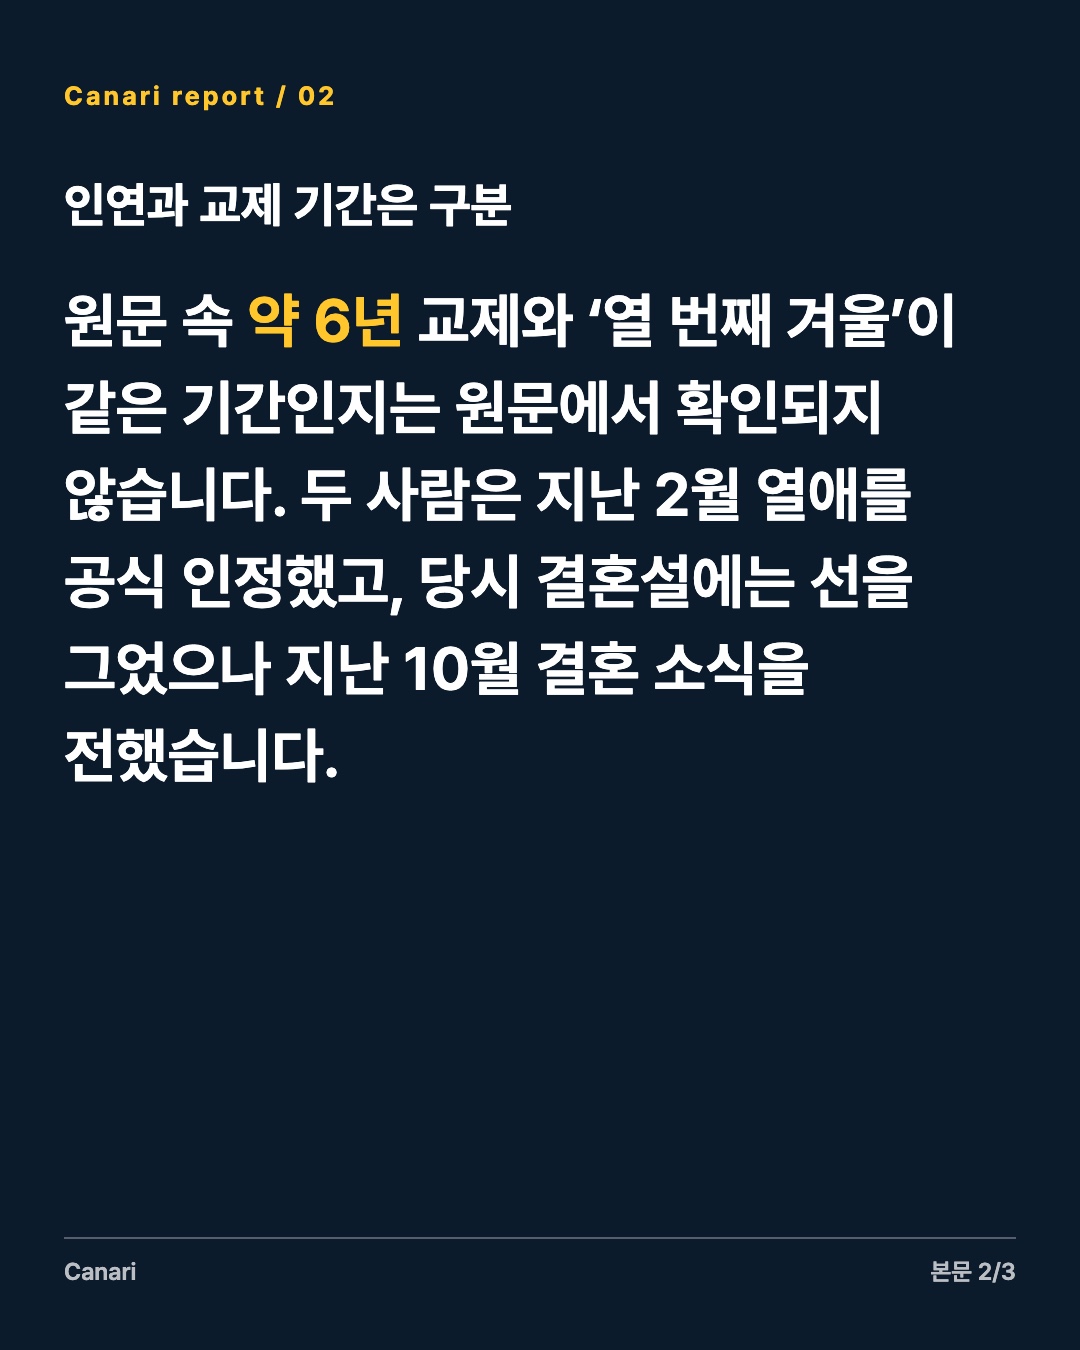 Canari report / 02
인연과 교제 기간은 구분
원문 속 약 6년 교제와 ‘열 번째 겨울’이
같은 기간인지는 원문에서 확인되지
않습니다. 두 사람은 지난 2월 열애를
공식 인정했고, 당시 결혼설에는 선을
그었으나 지난 10월 결혼 소식을
전했습니다.
Canari
본문 2/3